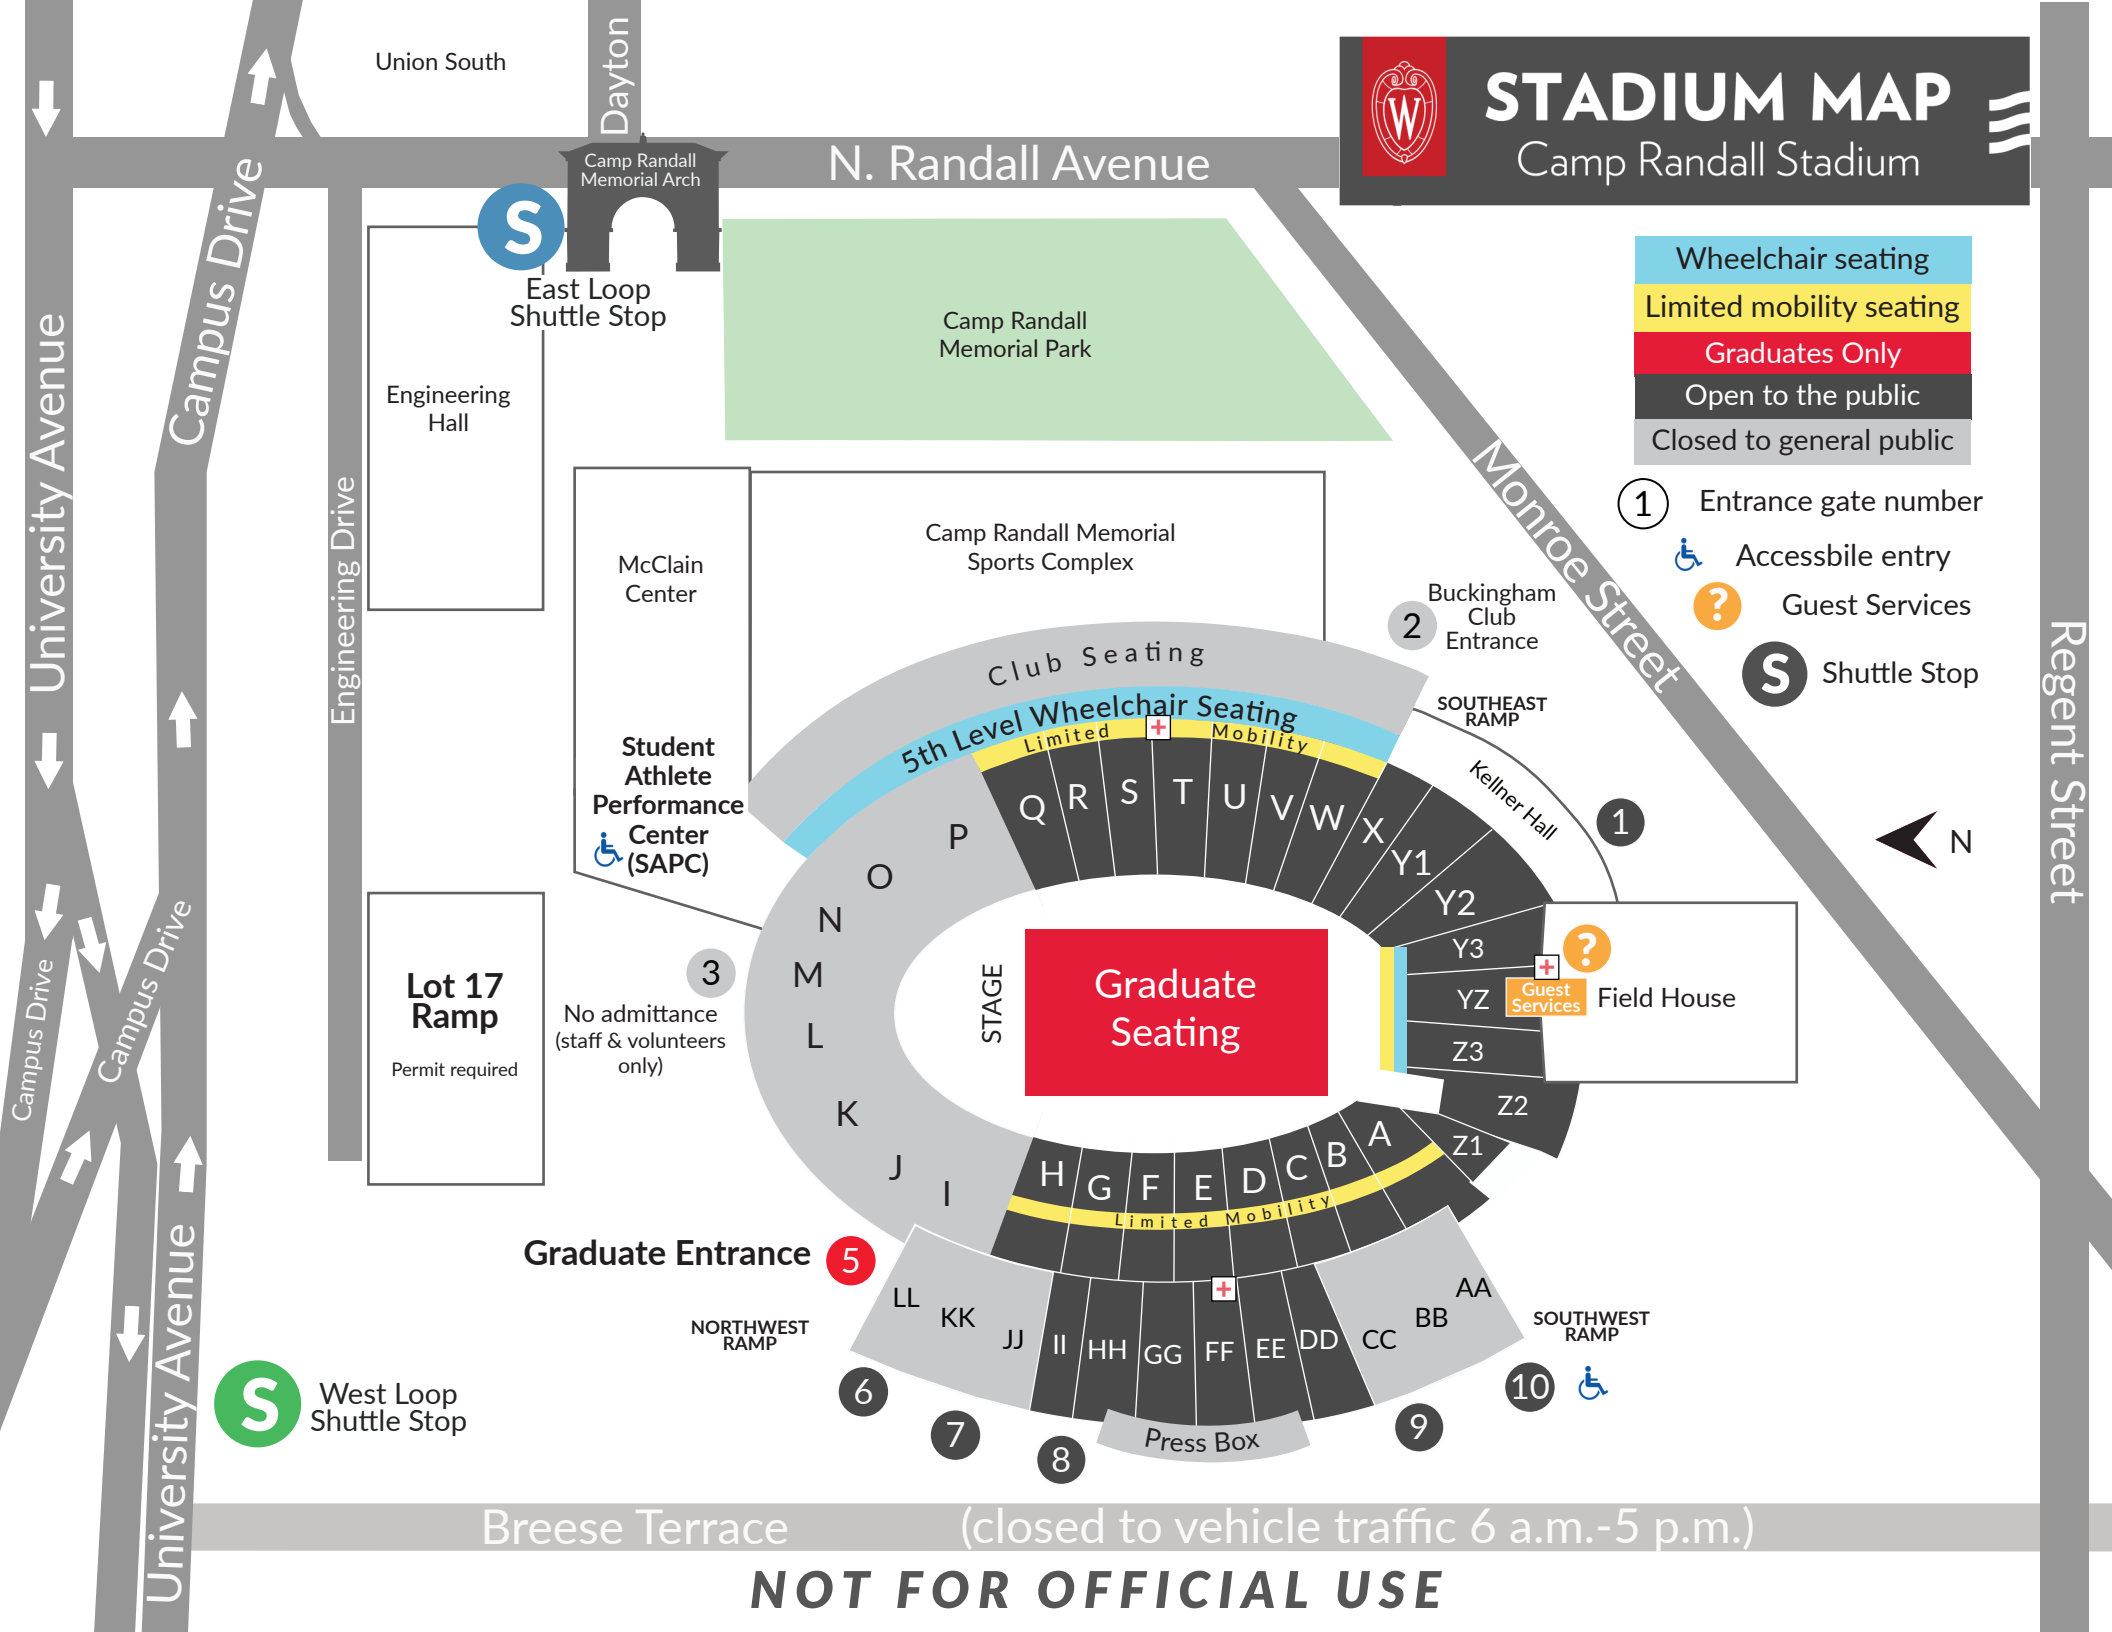 Union South
Dayton
W
STADIUM MAP
Camp Randall Stadium
Camp Randall
Memorial Arch
N. Randall Avenue
S
East Loop
Shuttle Stop
Camp Randall
Memorial Park
Engineering
Hall
Wheelchair seating
Limited mobility seating
Graduates Only
Open to the public
Closed to general public
1
Entrance gate number
Accessbile entry
?
Guest Services
S
Shuttle Stop
University Avenue
Campus Drive
Engineering Drive
Monroe Street
Regent Street
McClain
Center
Camp Randall Memorial
Sports Complex
2
Buckingham
Club
Entrance
SOUTHEAST
RAMP
Kellner Hall
1
N
Student
Athlete
Performance
Center
(SAPC)
Club Seating
5th Level Wheelchair Seating
Limited Mobility
Q
R
S
T
U
V
W
X
Y1
Y2
Y3
YZ
Z3
Z2
Z1
P
O
N
M
L
K
J
I
?
Guest
Services
Field House
STAGE
Graduate
Seating
3
No admittance
(staff & volunteers
only)
Lot 17
Ramp
Permit required
Campus Drive
Campus Drive
H
G
F
E
D
C
B
A
Limited Mobility
Graduate Entrance
5
NORTHWEST
RAMP
LL
KK
JJ
II
HH
GG
FF
EE
DD
CC
BB
AA
SOUTHWEST
RAMP
6
7
8
Press Box
9
10
University Avenue
S
West Loop
Shuttle Stop
Breese Terrace
(closed to vehicle traffic 6 a.m.-5 p.m.)
NOT FOR OFFICIAL USE